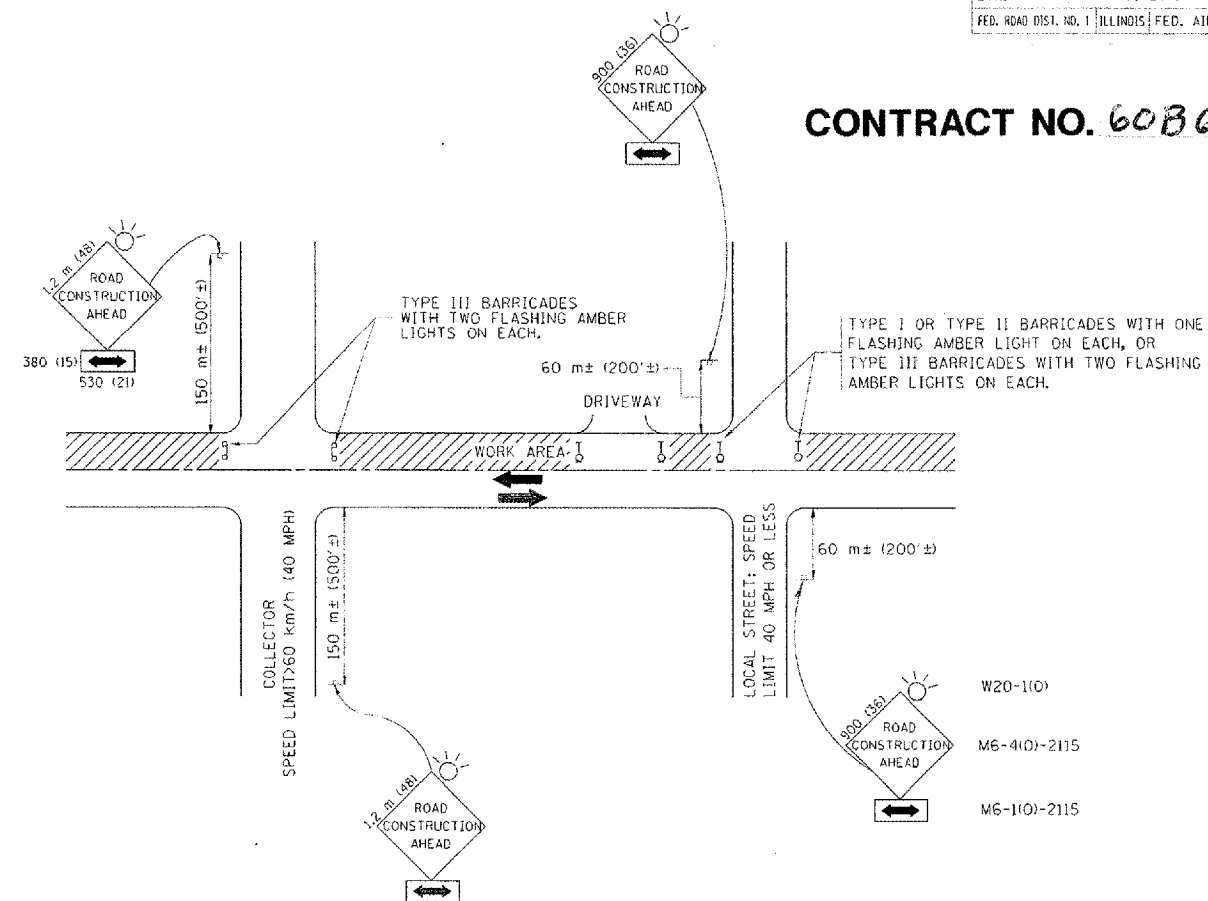 FED. ROAD DIST. NO. 1 ILLINOIS FED.
CONTRACT NO.
900 (36)
ROAD
CONSTRUCTION
AHEAD
1.2 m (48)
ROAD
CONSTRUCTION
AHEAD
380 (15)
530 (21)
150 m± (500'±)
TYPE III BARRICADES
WITH TWO FLASHING AMBER
LIGHTS ON EACH.
60 m± (200'±)
DRIVEWAY
TYPE I OR TYPE II BARRICADES WITH ONE
FLASHING AMBER LIGHT ON EACH, OR
TYPE III BARRICADES WITH TWO FLASHING
AMBER LIGHTS ON EACH.
WORK AREA
COLLECTOR
SPEED LIMIT>60 km/h (40 MPH)
150 m± (500'±)
LOCAL STREET; SPEED
LIMIT 40 MPH OR LESS
60 m± (200'±)
900 (36)
ROAD
CONSTRUCTION
AHEAD
W20-1(O)
M6-4(O)-2115
M6-1(O)-2115
1.2 m (48)
ROAD
CONSTRUCTION
AHEAD